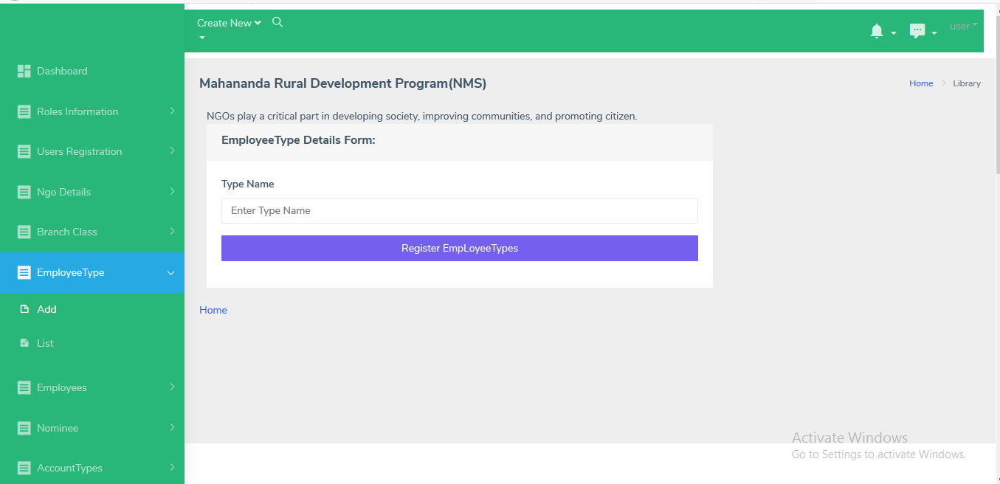 Create New
user
Dashboard
Roles Information
Users Registration
Ngo Details
Branch Class
EmployeeType
Add
List
Employees
Nominee
AccountTypes
Mahananda Rural Development Program(NMS)
Home
Library
NGOs play a critical part in developing society, improving communities, and promoting citizen.
EmployeeType Details Form:
Type Name
Enter Type Name
Register EmpLoyeeTypes
Home
Activate Windows
Go to Settings to activate Windows.